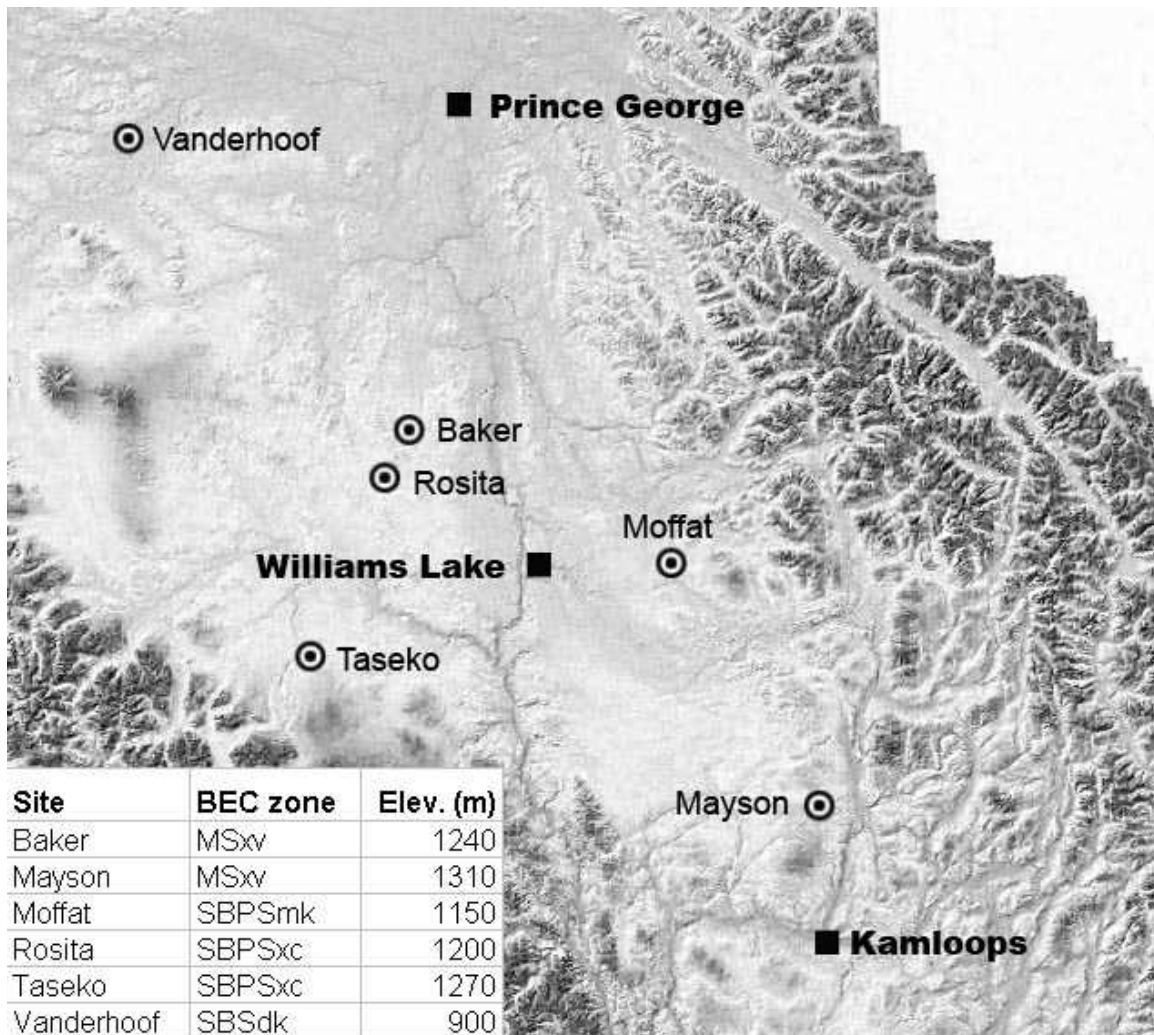 Prince George
Vanderhoof
Baker
Rosita
Moffat
Williams Lake
Taseko
Mayson
Kamloops
Site BEC zone Elev. (m)
Baker MSxv 1240
Mayson MSxv 1310
Moffat SBPSmk 1150
Rosita SBPSxc 1200
Taseko SBPSxc 1270
Vanderhoof SBSdk 900